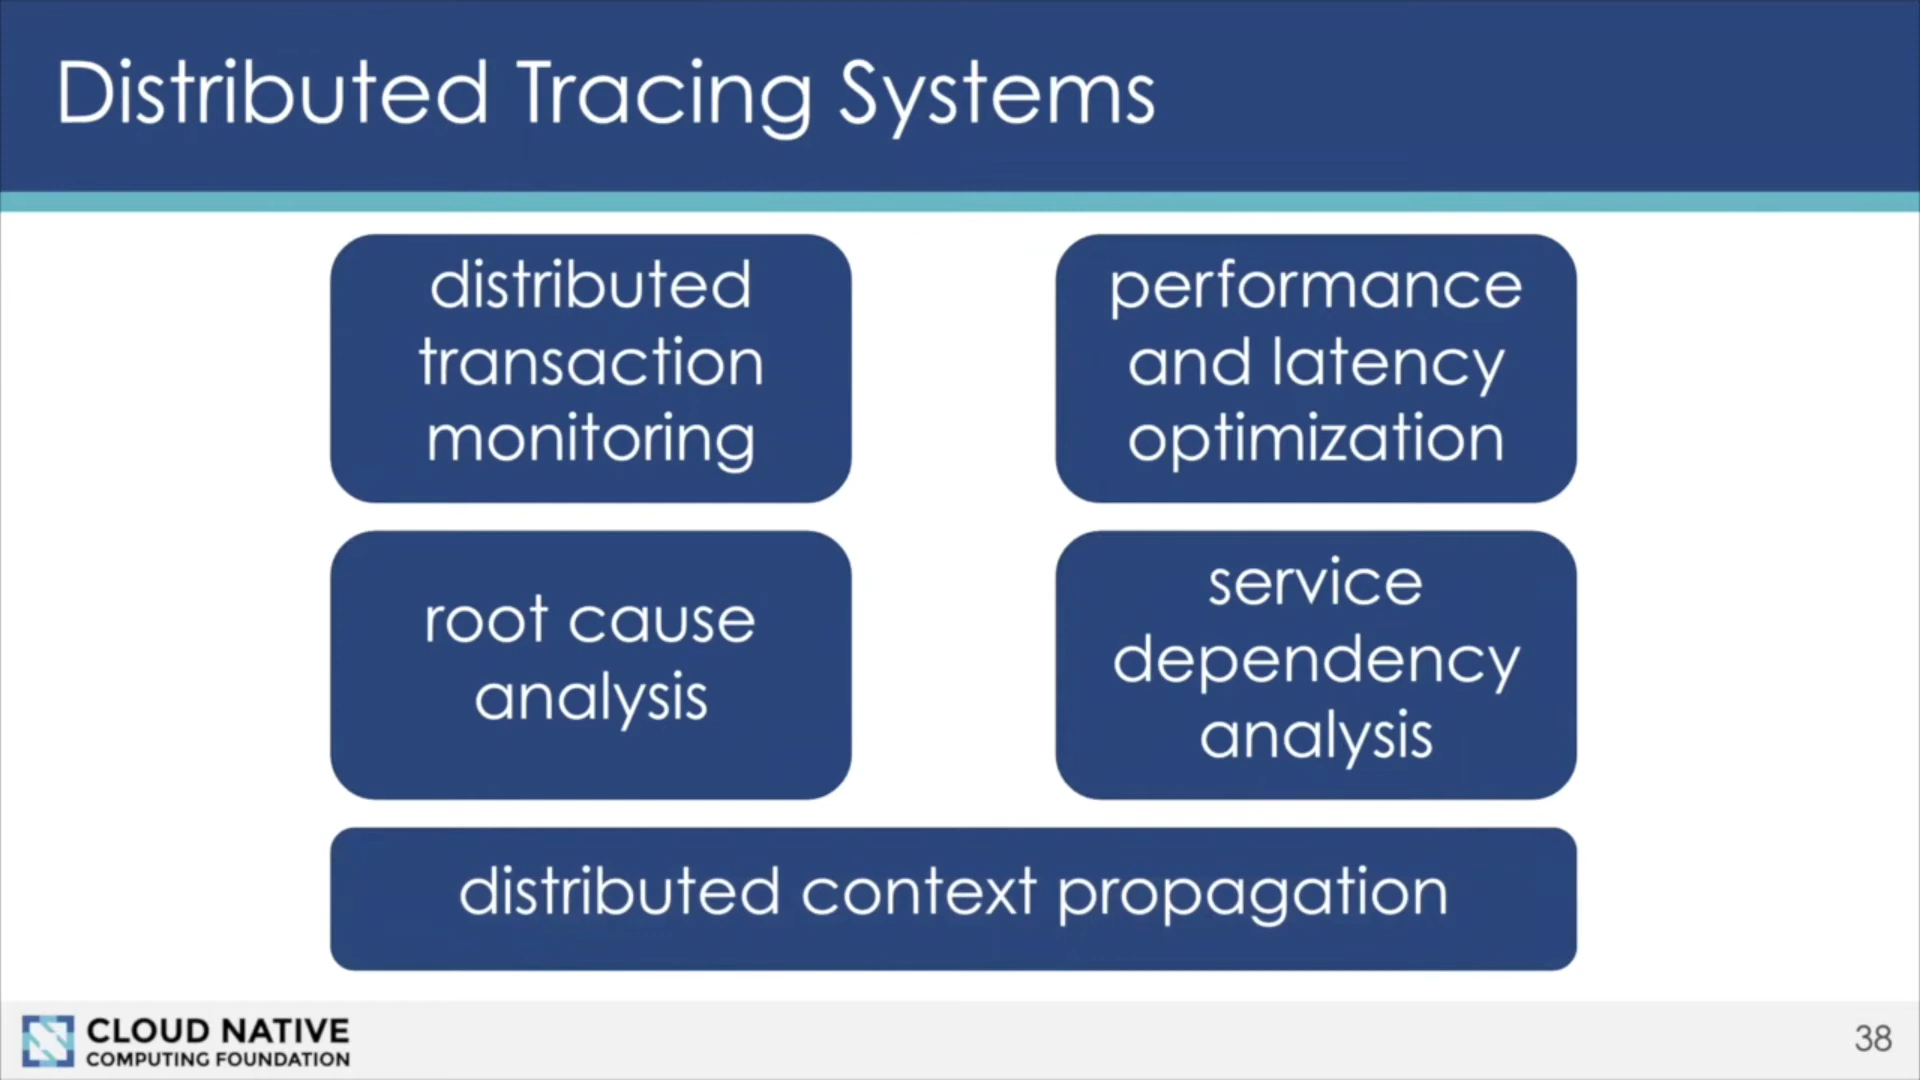 Distributed Tracing Systems
distributed
transaction
monitoring
performance
and latency
optimization
root cause
analysis
service
dependency
analysis
distributed context propagation
CLOUD NATIVE
COMPUTING FOUNDATION
38